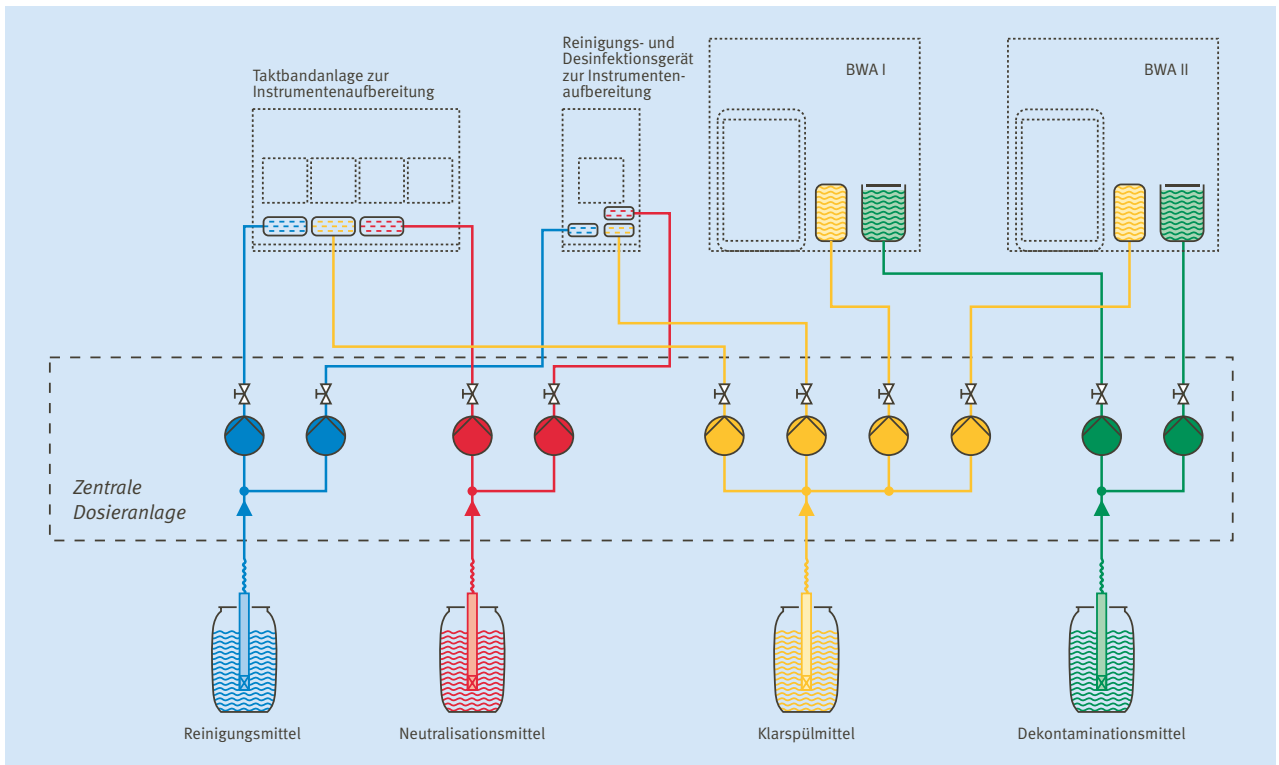 Taktbandanlage zur
Instrumentenaufbereitung
Reinigungs- und
Desinfektionsgerät
zur Instrumenten-
aufbereitung
BWA I
BWA II
Zentrale
Dosieranlage
Reinigungsmittel
Neutralisationsmittel
Klarspülmittel
Dekontaminationsmittel